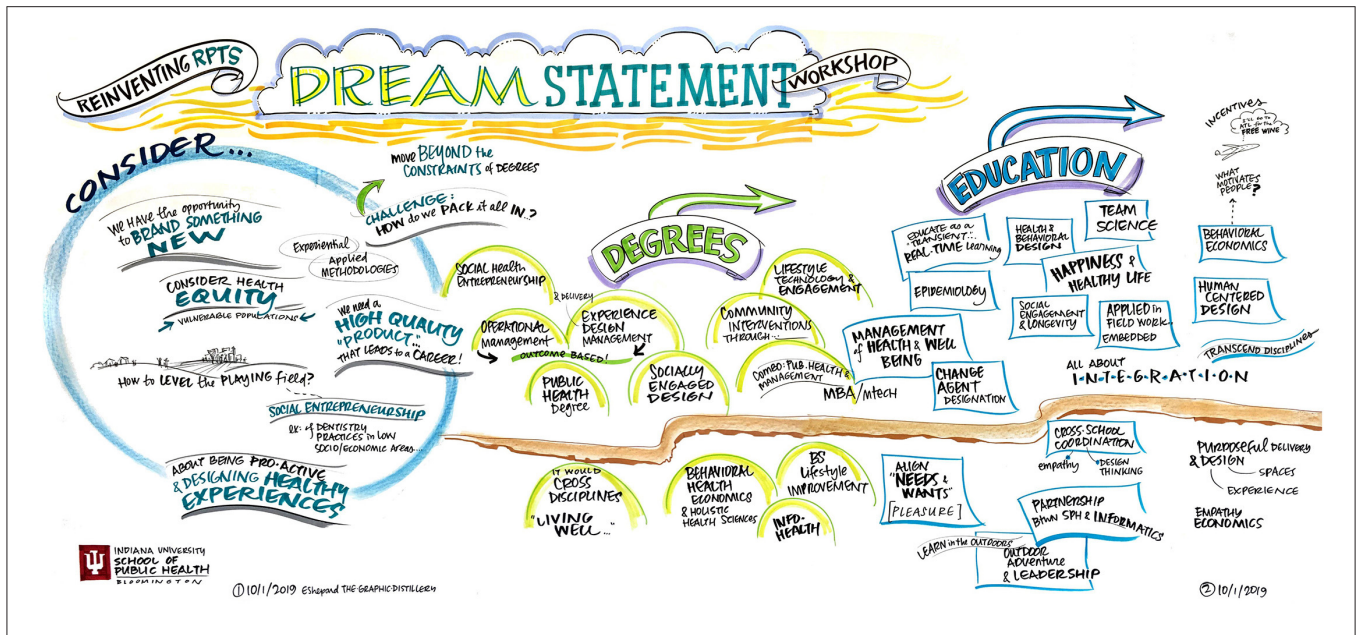 REINVENTING RPTS
DREAM STATEMENT
WORKSHOP
CONSIDER...
WE HAVE the opportunity
to BRAND SOMETHING
NEW
Experiential
Applied
METHODOLOGIES
CONSIDER HEALTH
EQUITY
VULNERABLE POPULATIONS
We need a
HIGH QUALITY
"PRODUCT"...
THAT LEADS to a CAREER!
HOW to LEVEL the PLAYING field?
SOCIAL ENTREPRENEURSHIP
ex: of DENTISTRY
PRACTICES in LOW
SOCIO/ECONOMIC AREAS....
ABOUT BEING PRO-ACTIVE
& DESIGNING HEALTHY
EXPERIENCES
move BEYOND the
CONSTRAINTS of DEGREES
CHALLENGE:
HOW do we PACK it all IN..?
DEGREES
SOCIAL Health
ENTREPRENEURSHIP
& DELIVERY
OPERATIONAL
Management
EXPERIENCE
DESIGN
MANAGEMENT
OUTCOME BASED!
PUBLIC
HEALTH
Degree
SOCIALLY
ENGAGED
DESIGN
LIFESTYLE
TECHNOLOGY &
ENGAGEMENT
COMMUNITY
INTERVENTIONS
THROUGH...
COMBO: PUB. HEALTH &
MANAGEMENT
MBA/mtech
IT WOULD
CROSS
DISCIPLINES
"LIVING
WELL..."
BEHAVIORAL
HEALTH
ECONOMICS
& HOLISTIC
HEALTH SCIENCES
BS
Lifestyle
IMPROVEMENT
INFO-
HEALTH
EDUCATION
EDUCATE as a
"TRANSIENT"...
REAL-TIME Learning
HEALTH &
BEHAVIORAL
DESIGN
TEAM
SCIENCE
EPIDEMIOLOGY
HAPPINESS &
HEALTHY LIFE
SOCIAL
ENGAGEMENT
& LONGEVITY
APPLIED in
FIELD WORK...
EMBEDDED
MANAGEMENT
of HEALTH & WELL
BEING
CHANGE
AGENT
DESIGNATION
INCENTIVES
I'LL GO TO
ATL for the
FREE WINE
WHAT
MOTIVATES
PEOPLE?
BEHAVIORAL
ECONOMICS
HUMAN
CENTERED
DESIGN
TRANSCEND DISCIPLINES
ALL ABOUT
I•N•T•E•G•R•A•T•I•O•N
ALIGN
"NEEDS &
WANTS"
[PLEASURE]
CROSS-SCHOOL
COORDINATION
empathy
DESIGN
THINKING
PARTNERSHIP
Btwn SPH & INFORMATICS
LEARN in the OUTDOORS
OUTDOOR
Adventure
& LEADERSHIP
PURPOSEFUL DELIVERY
& DESIGN
SPACES
EXPERIENCE
EMPATHY
ECONOMICS
INDIANA UNIVERSITY
SCHOOL OF
PUBLIC HEALTH
BLOOMINGTON
① 10/1/2019 EShepard THE•GRAPHIC•DISTILLERY
② 10/1/2019